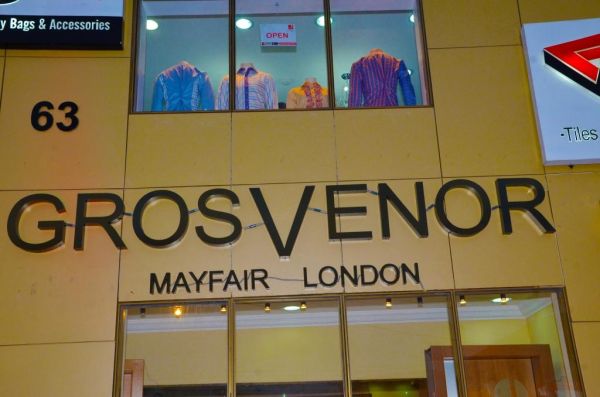 y Bags & Accessories
OPEN
63
-Tiles
GROSVENOR
MAYFAIR LONDON